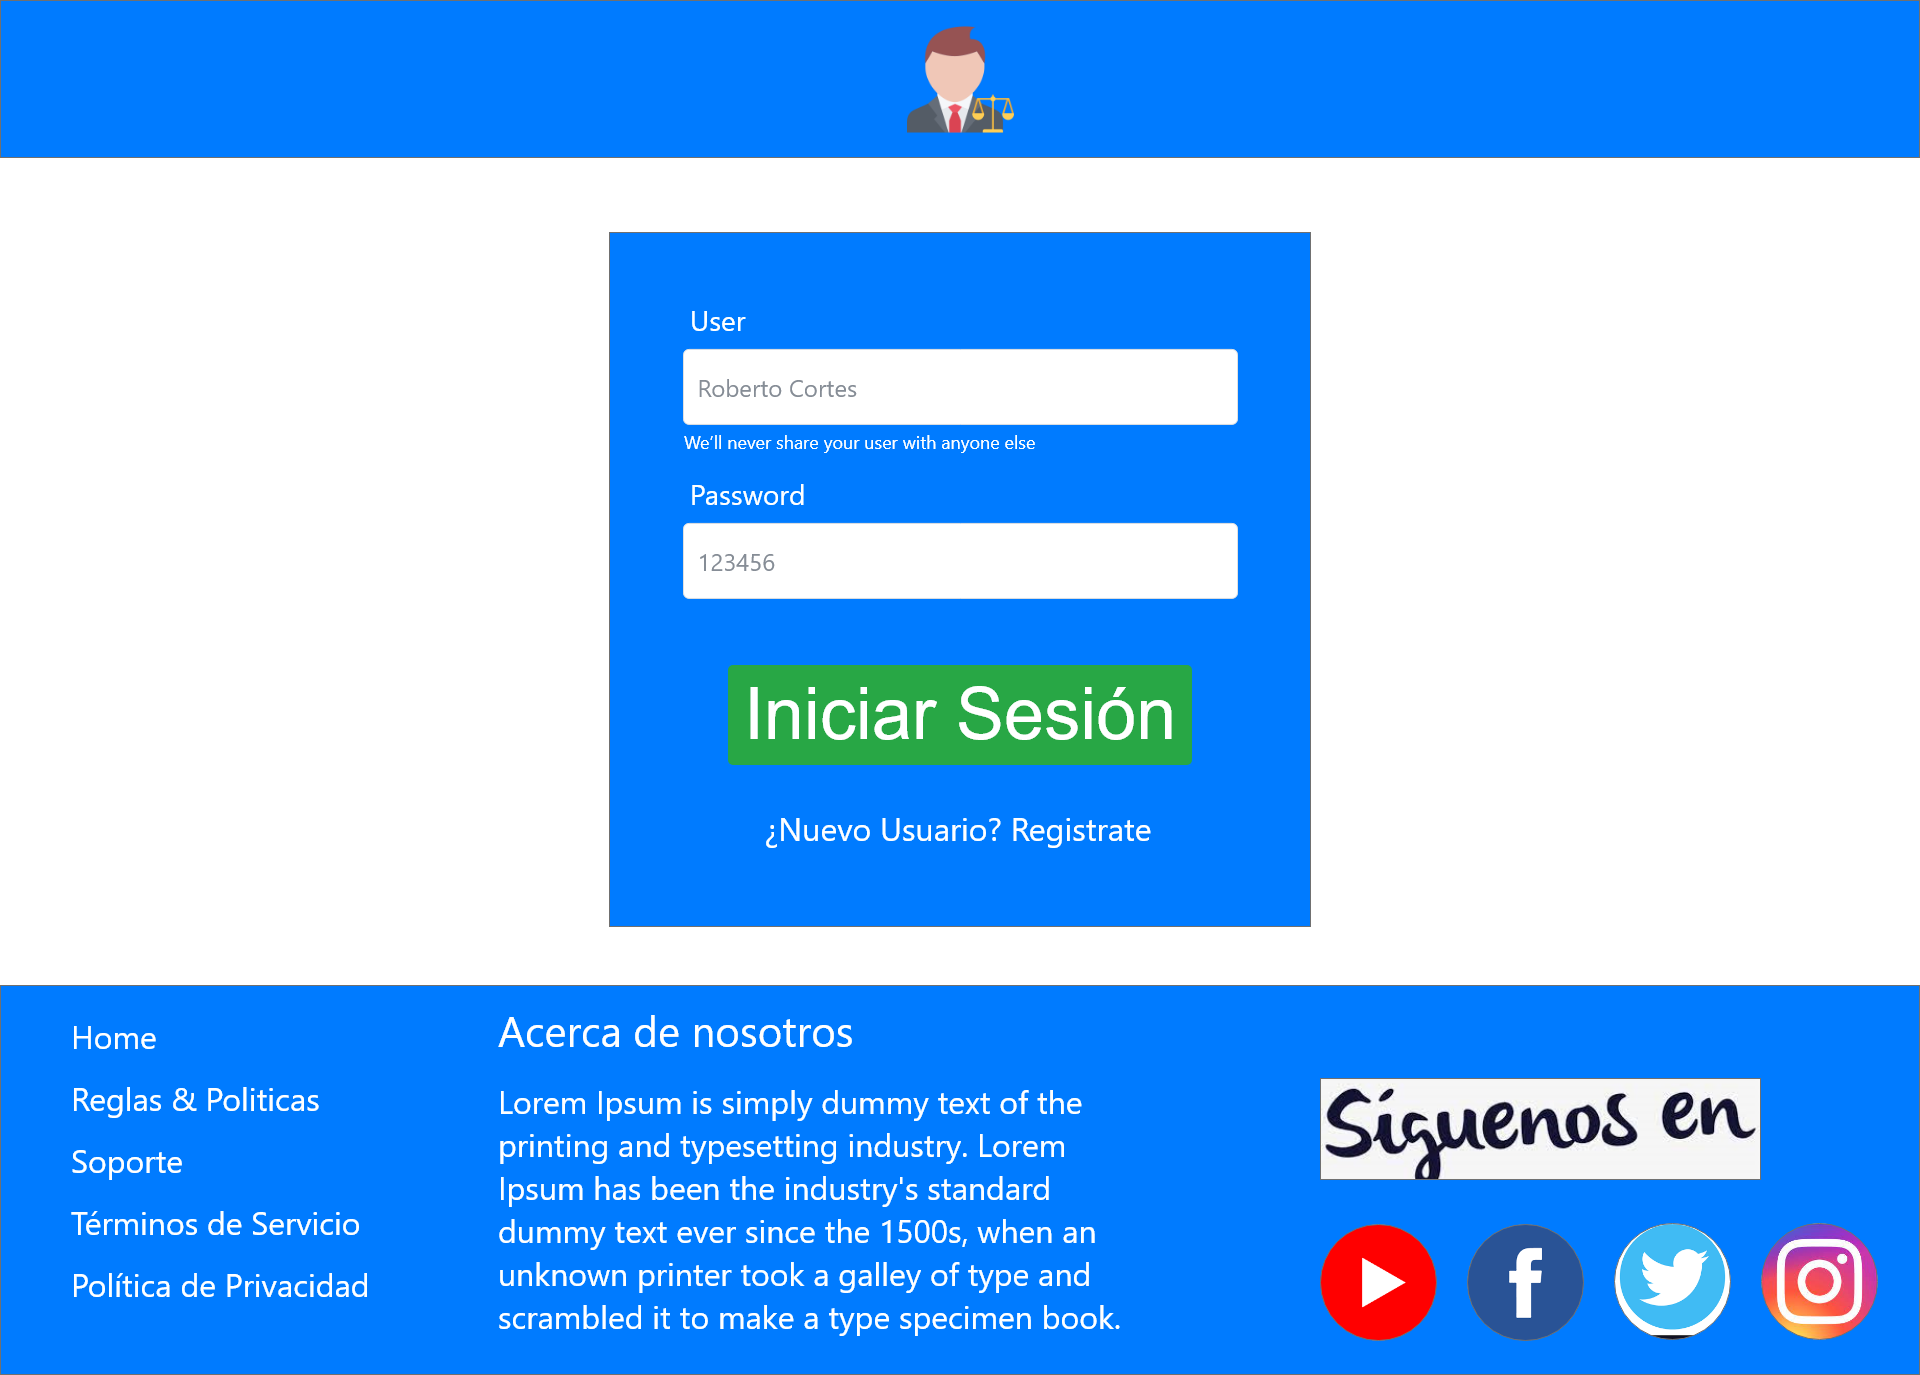 User
Roberto Cortes
We'll never share your user with anyone else
Password
123456
Iniciar Sesión
¿Nuevo Usuario? Registrate
Home
Reglas & Politicas
Soporte
Términos de Servicio
Política de Privacidad
Acerca de nosotros
Lorem Ipsum is simply dummy text of the
printing and typesetting industry. Lorem
Ipsum has been the industry's standard
dummy text ever since the 1500s, when an
unknown printer took a galley of type and
scrambled it to make a type specimen book.
Síguenos en